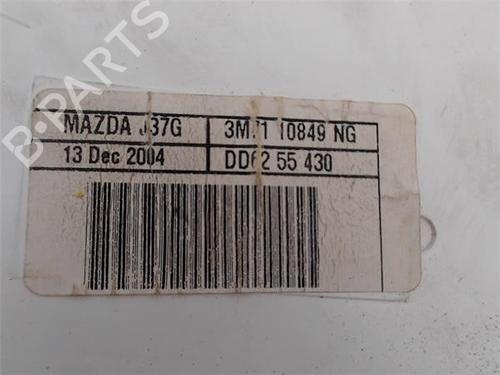 MAZDA J37G 3M71 10849 NG
13 Dec 2004 DD62 55 430
B-PARTS